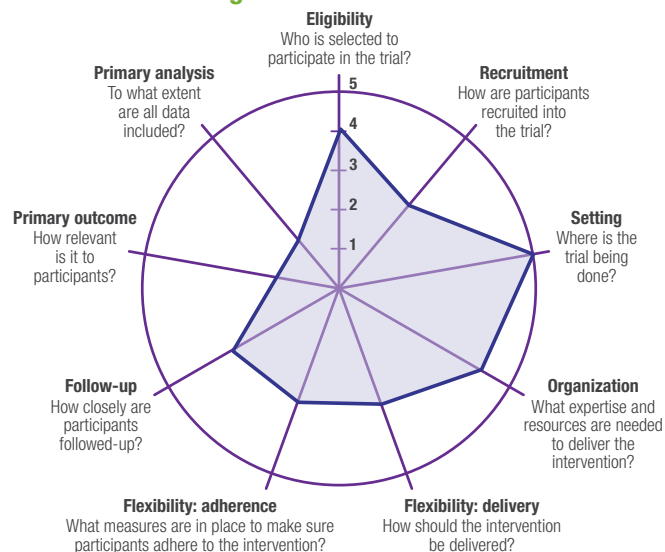 Eligibility
Who is selected to
participate in the trial?
Primary analysis
To what extent
are all data
included?
Recruitment
How are participants
recruited into
the trial?
5
4
3
2
1
Primary outcome
How relevant
is it to
participants?
Setting
Where is the
trial being
done?
Follow-up
How closely are
participants
followed-up?
Organization
What expertise and
resources are needed
to deliver the
intervention?
Flexibility: adherence
What measures are in place to make sure
participants adhere to the intervention?
Flexibility: delivery
How should the intervention
be delivered?